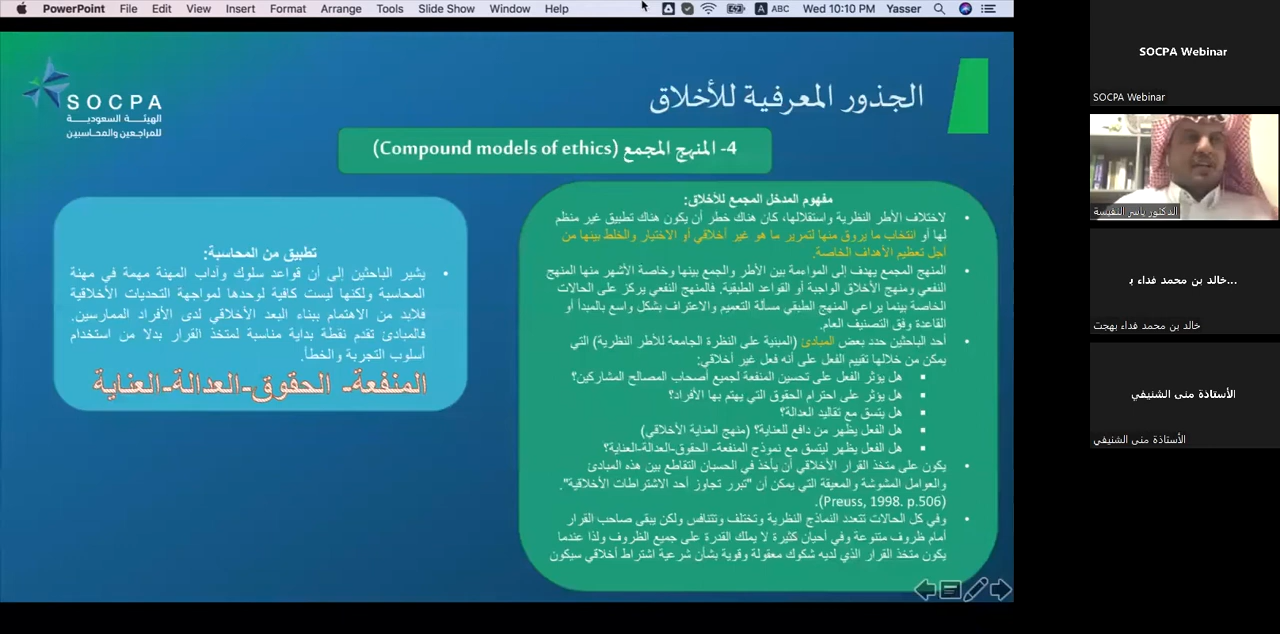 PowerPoint File Edit View Insert Format Arrange Tools Slide Show Window Help
ABC Wed 10:10 PM Yasser
SOCPA
الهيئة السعودية
للمراجعين والمحاسبين
الجذور المعرفية للأخلاق
4- المنهج المجمع (Compound models of ethics)
مفهوم المدخل المجمع للأخلاق:
لاختلاف الأطر النظرية واستقلالها، كان هناك خطر أن يكون هناك تطبيق غير منظم
لها أو انتخاب ما يروق منها لتمرير ما هو غير أخلاقي أو الاختيار والخلط بينها من
أجل تعظيم الأهداف الخاصة.
المنهج المجمع يهدف إلى المواءمة بين الأطر والجمع بينها وخاصة الأشهر منها المنهج
النفعي ومنهج الأخلاق الواجبة أو القواعد الطبقية. فالمنهج النفعي يركز على الحالات
الخاصة بينما يراعي المنهج الطبقي مسألة التعميم والاعتراف بشكل واسع بالمبدأ أو
القاعدة وفق التصنيف العام.
أحد الباحثين حدد بعض المبادئ (المبنية على النظرة الجامعة للأطر النظرية) التي
يمكن من خلالها تقييم الفعل على أنه فعل غير أخلاقي:
هل يؤثر الفعل على تحسين المنفعة لجميع أصحاب المصالح المشاركين؟
هل يؤثر على احترام الحقوق التي يهتم بها الأفراد؟
هل يتسق مع تقاليد العدالة؟
هل الفعل يظهر من دافع للعناية؟ (منهج العناية الأخلاقي)
هل الفعل يظهر ليتسق مع نموذج المنفعة- الحقوق-العدالة-العناية؟
يكون على متخذ القرار الأخلاقي أن يأخذ في الحسبان التقاطع بين هذه المبادئ
والعوامل المشوشة والمعيقة التي يمكن أن "تبرر تجاوز أحد الاشتراطات الأخلاقية".
(Preuss, 1998. p.506).
وفي كل الحالات تتعدد النماذج النظرية وتختلف وتتنافس ولكن يبقى صاحب القرار
أمام ظروف متنوعة وفي أحيان كثيرة لا يملك القدرة على جميع الظروف ولذا عندما
يكون متخذ القرار الذي لديه شكوك معقولة وقوية بشأن شرعية اشتراط أخلاقي سيكون
تطبيق من المحاسبة:
يشير الباحثين إلى أن قواعد سلوك وآداب المهنة مهمة في مهنة
المحاسبة ولكنها ليست كافية لوحدها لمواجهة التحديات الأخلاقية
فلابد من الاهتمام ببناء البعد الأخلاقي لدى الأفراد الممارسين.
فالمبادئ تقدم نقطة بداية مناسبة لمتخذ القرار بدلا من استخدام
أسلوب التجربة والخطأ.
المنفعة- الحقوق-العدالة-العناية
SOCPA Webinar
SOCPA Webinar
الدكتور ياسر النفيسة
خالد بن محمد فداء ب...
خالد بن محمد فداء بهجت
الأستاذة منى الشنيفي
الأستاذة منى الشنيفي